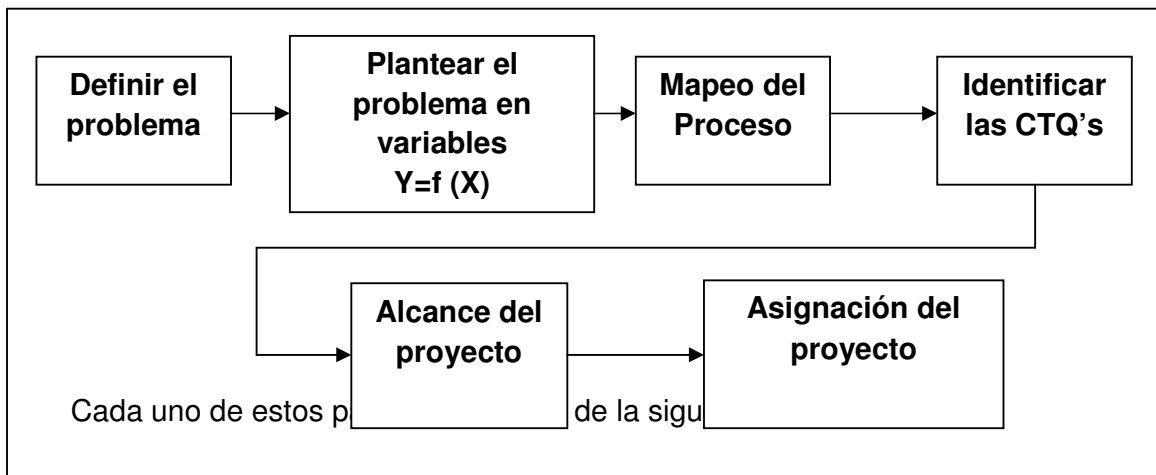 Definir el
problema
Plantear el
problema en
variables
Y=f (X)
Mapeo del
Proceso
Identificar
las CTQ’s
Alcance del
proyecto
Asignación del
proyecto
Cada uno de estos de la